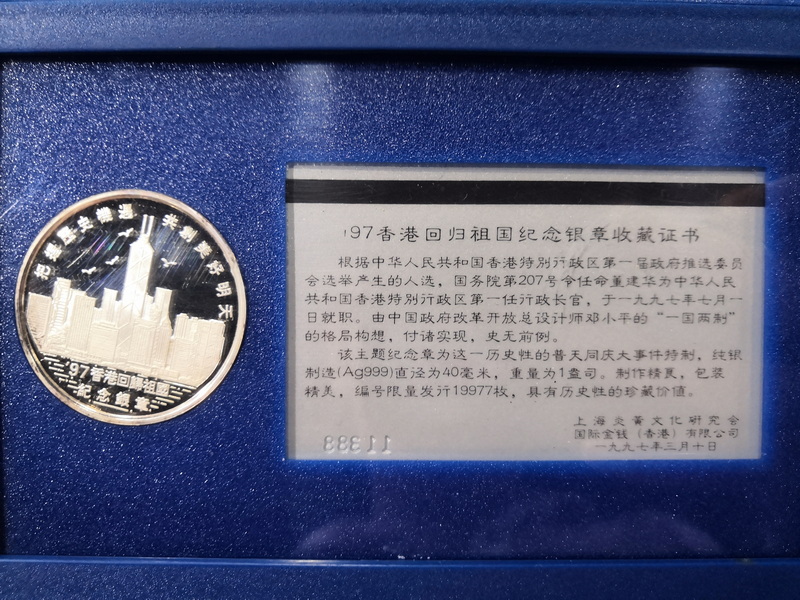 把握历史機遇 共創美好明天
'97香港回歸祖國
紀念銀章
'97香港回归祖国纪念银章收藏证书
根据中华人民共和国香港特别行政区第一届政府推选委员
会选举产生的人选，国务院第207号令任命董建华为中华人民
共和国香港特别行政区第一任行政长官，于一九九七年七月一
日就职。由中国政府改革开放总设计师邓小平的“一国两制”
的格局构想，付诸实现，史无前例。
该主题纪念章为这一历史性的普天同庆大事件特制，纯银
制造(Ag999)直径为40毫米，重量为1盎司。制作精良，包装
精美，编号限量发行19977枚，具有历史性的珍藏价值。
上海炎黄文化研究会
国际金钱（香港）有限公司
一九九七年三月十日